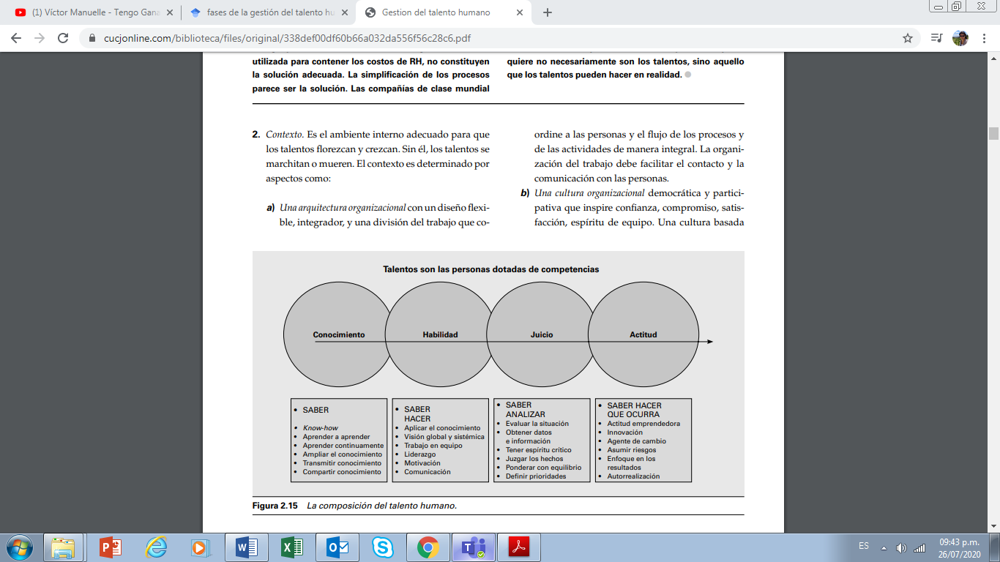 (1) Víctor Manuelle - Tengo Gana
fases de la gestión del talento hu
Gestion del talento humano
cucjonline.com/biblioteca/files/original/338def00df60b66a032da556f56c28c6.pdf
utilizada para contener los costos de RH, no constituyen
la solución adecuada. La simplificación de los procesos
parece ser la solución. Las compañías de clase mundial
quiere no necesariamente son los talentos, sino aquello
que los talentos pueden hacer en realidad.
2. Contexto. Es el ambiente interno adecuado para que
los talentos florezcan y crezcan. Sin él, los talentos se
marchitan o mueren. El contexto es determinado por
aspectos como:
a) Una arquitectura organizacional con un diseño flexi-
ble, integrador, y una división del trabajo que co-
ordine a las personas y el flujo de los procesos y
de las actividades de manera integral. La organi-
zación del trabajo debe facilitar el contacto y la
comunicación con las personas.
b) Una cultura organizacional democrática y partici-
pativa que inspire confianza, compromiso, satis-
facción, espíritu de equipo. Una cultura basada
Talentos son las personas dotadas de competencias
Conocimiento
Habilidad
Juicio
Actitud
• SABER
• Know-how
• Aprender a aprender
• Aprender continuamente
• Ampliar el conocimiento
• Transmitir conocimiento
• Compartir conocimiento
• SABER
HACER
• Aplicar el conocimiento
• Visión global y sistémica
• Trabajo en equipo
• Liderazgo
• Motivación
• Comunicación
• SABER
ANALIZAR
• Evaluar la situación
• Obtener datos
e información
• Tener espíritu crítico
• Juzgar los hechos
• Ponderar con equilibrio
• Definir prioridades
• SABER HACER
QUE OCURRA
• Actitud emprendedora
• Innovación
• Agente de cambio
• Asumir riesgos
• Enfoque en los
resultados
• Autorrealización
Figura 2.15 La composición del talento humano.
ES
09:43 p.m.
26/07/2020